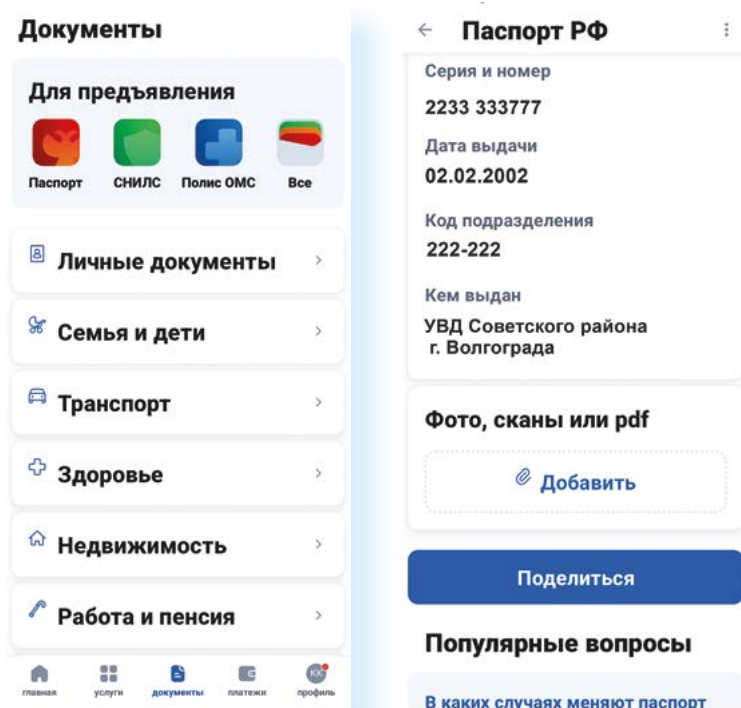 Документы
Для предъявления
Паспорт
СНИЛС
Полис ОМС
Все
Личные документы
Семья и дети
Транспорт
Здоровье
Недвижимость
Работа и пенсия
главная
услуги
документы
платежи
КК
профиль
Паспорт РФ
Серия и номер
2233 333777
Дата выдачи
02.02.2002
Код подразделения
222-222
Кем выдан
УВД Советского района
г. Волгограда
Фото, сканы или pdf
Добавить
Поделиться
Популярные вопросы
В каких случаях меняют паспорт